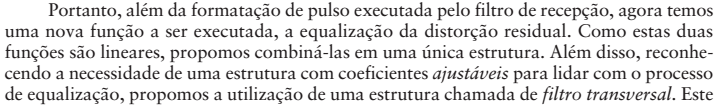 Portanto, além da formatação de pulso executada pelo filtro de recepção, agora temos
uma nova função a ser executada, a equalização da distorção residual. Como estas duas
funções são lineares, propomos combiná-las em uma única estrutura. Além disso, reconhe-
cendo a necessidade de uma estrutura com coeficientes ajustáveis para lidar com o processo
de equalização, propomos a utilização de uma estrutura chamada de filtro transversal. Este